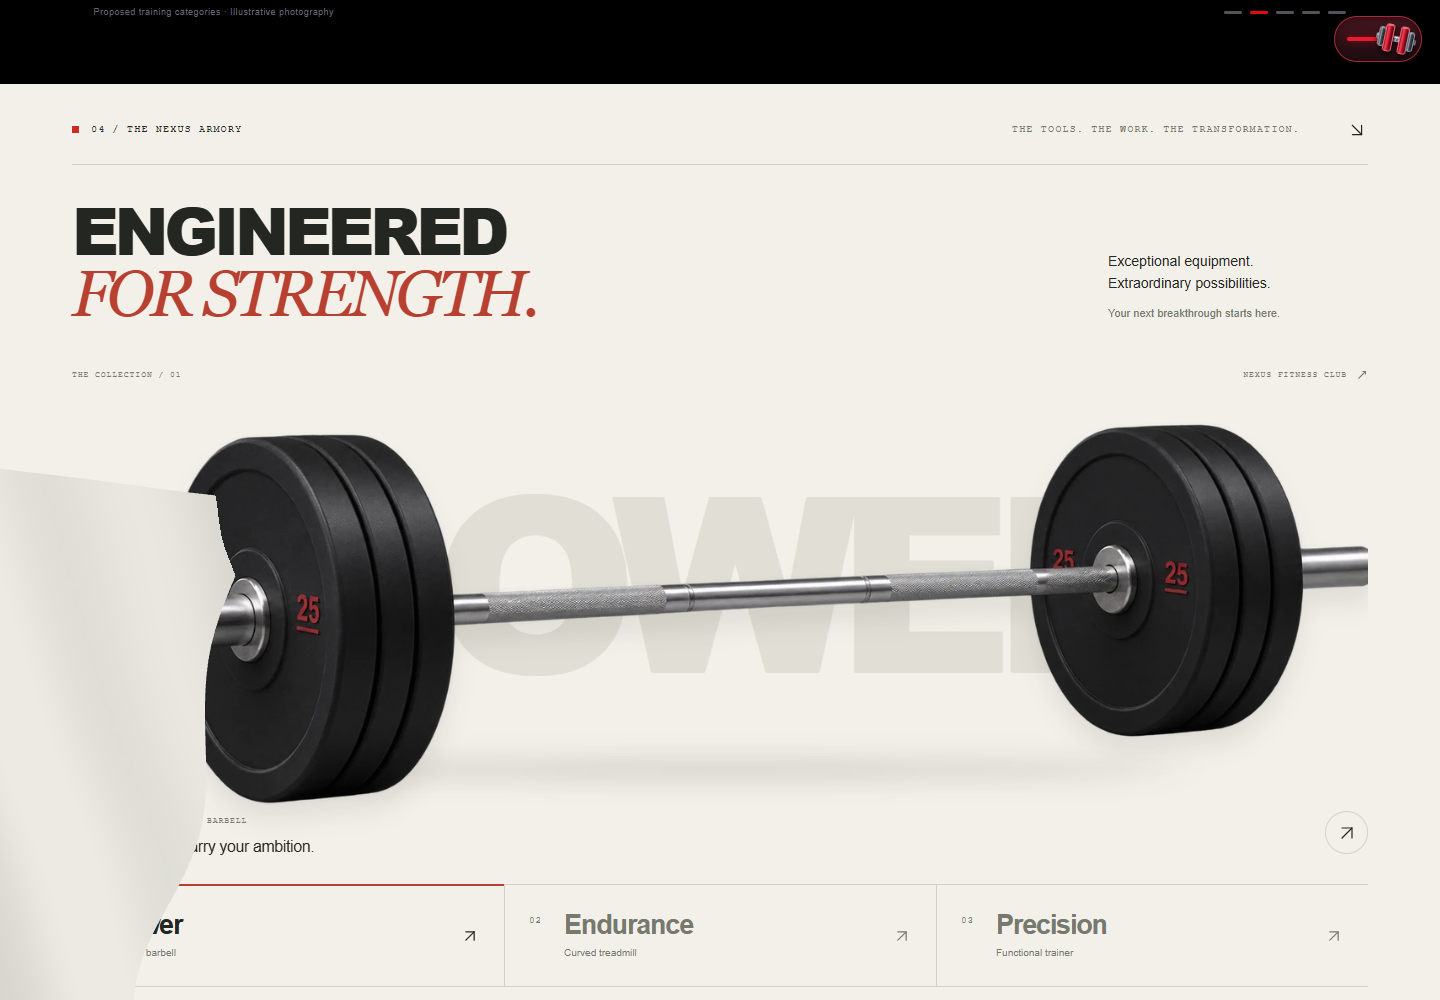 Proposed training categories · Illustrative photography
04 / THE NEXUS ARMORY
THE TOOLS. THE WORK. THE TRANSFORMATION.
ENGINEERED
FOR STRENGTH.
Exceptional equipment.
Extraordinary possibilities.
Your next breakthrough starts here.
THE COLLECTION / 01
NEXUS FITNESS CLUB
OWE
25
25
25
BARBELL
your ambition.
02
Endurance
Curved treadmill
03
Precision
Functional trainer
barbell